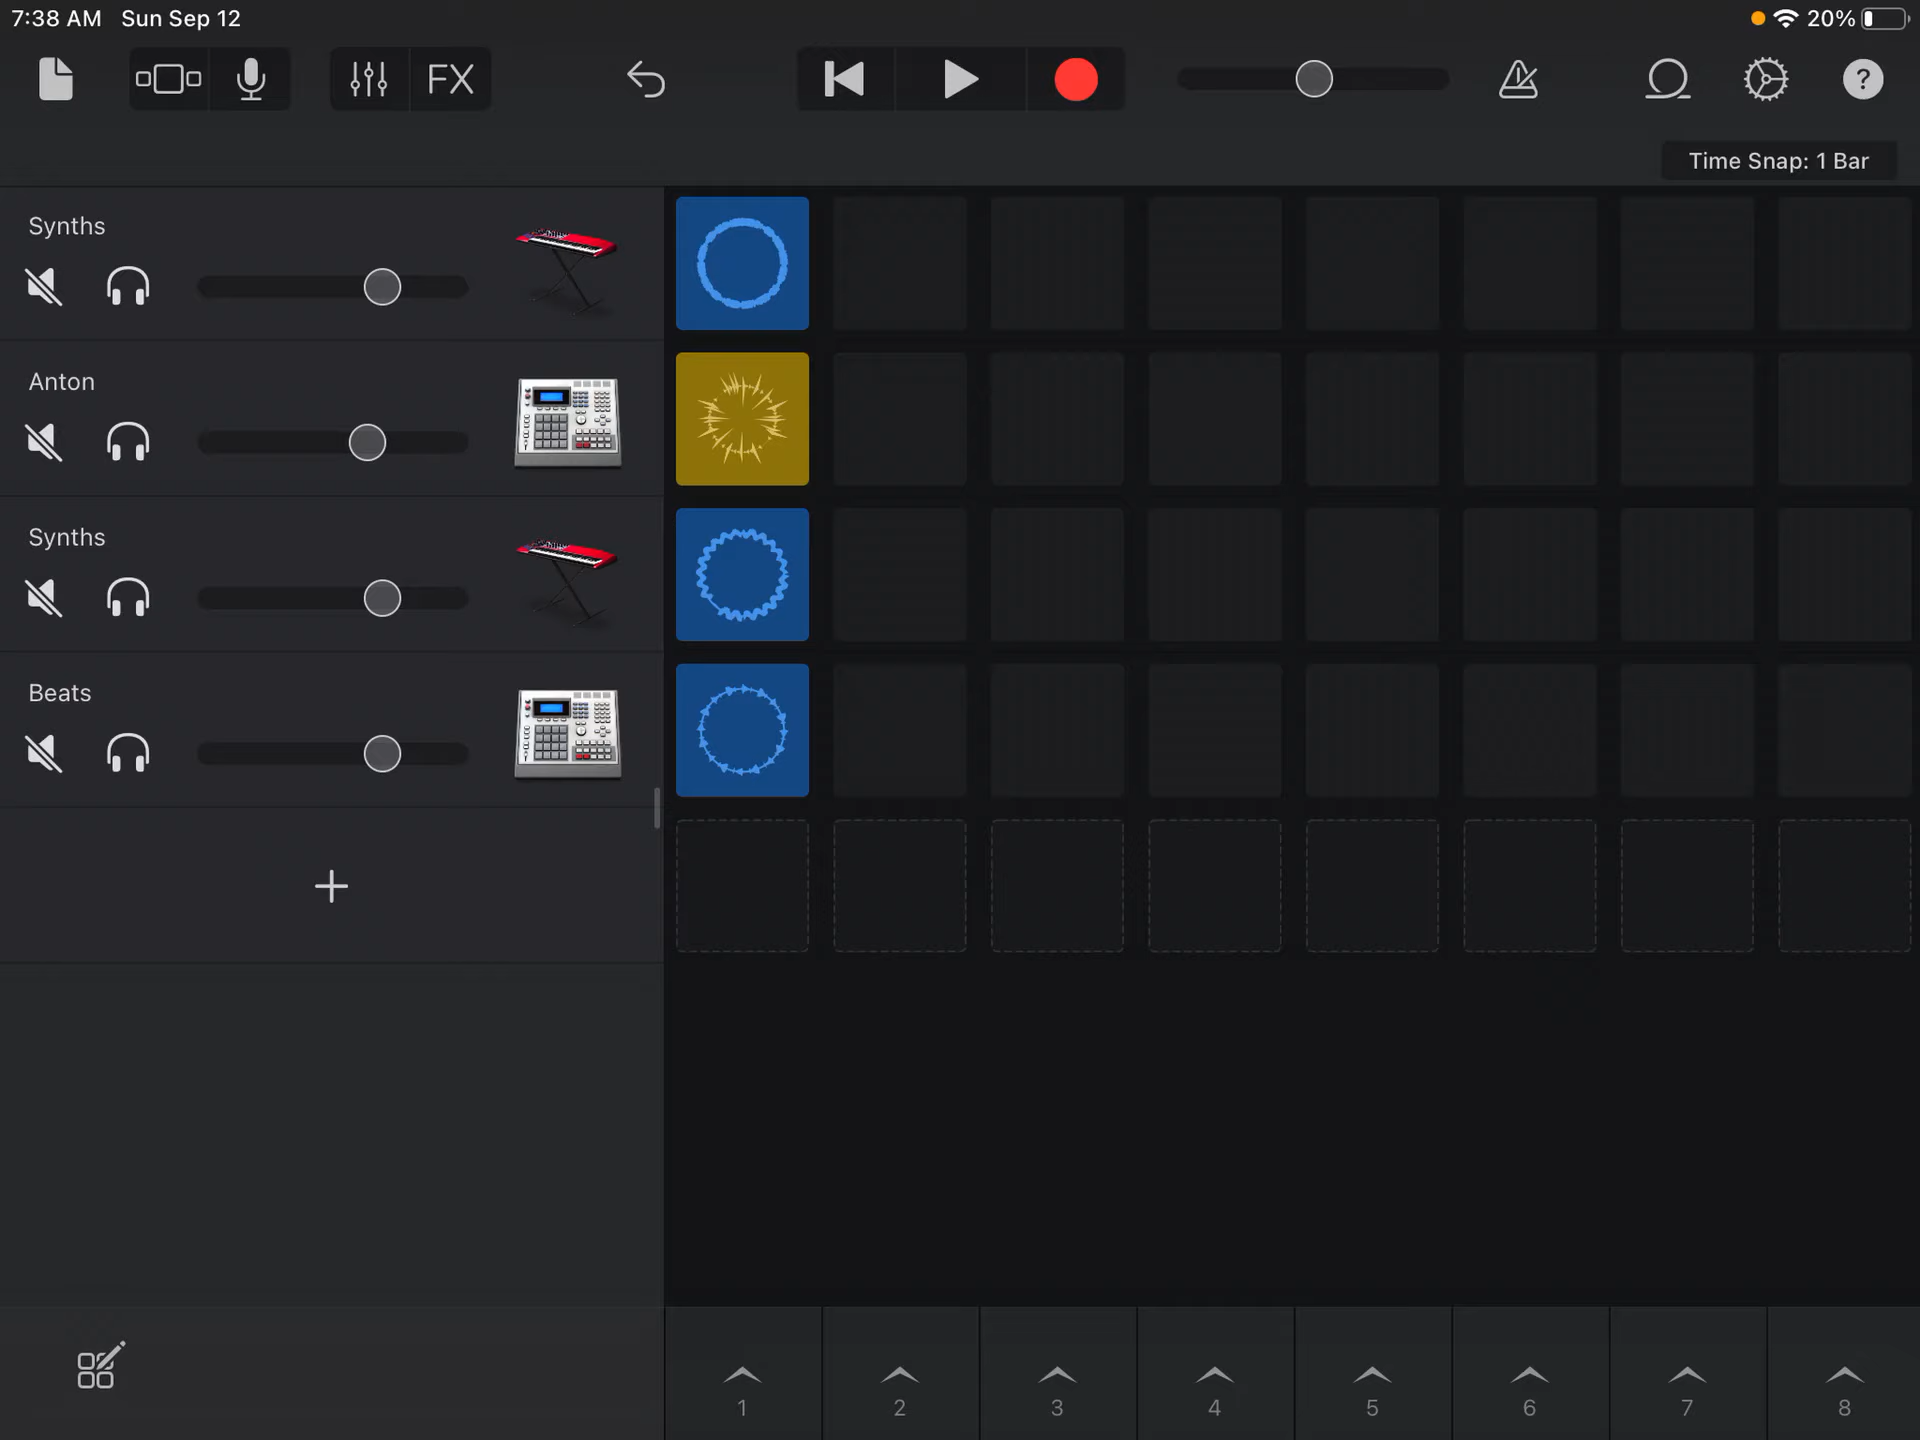 7:38 AM Sun Sep 12
20%
FX
?
Time Snap: 1 Bar
Synths
Anton
Synths
Beats
1 2 3 4 5 6 7 8